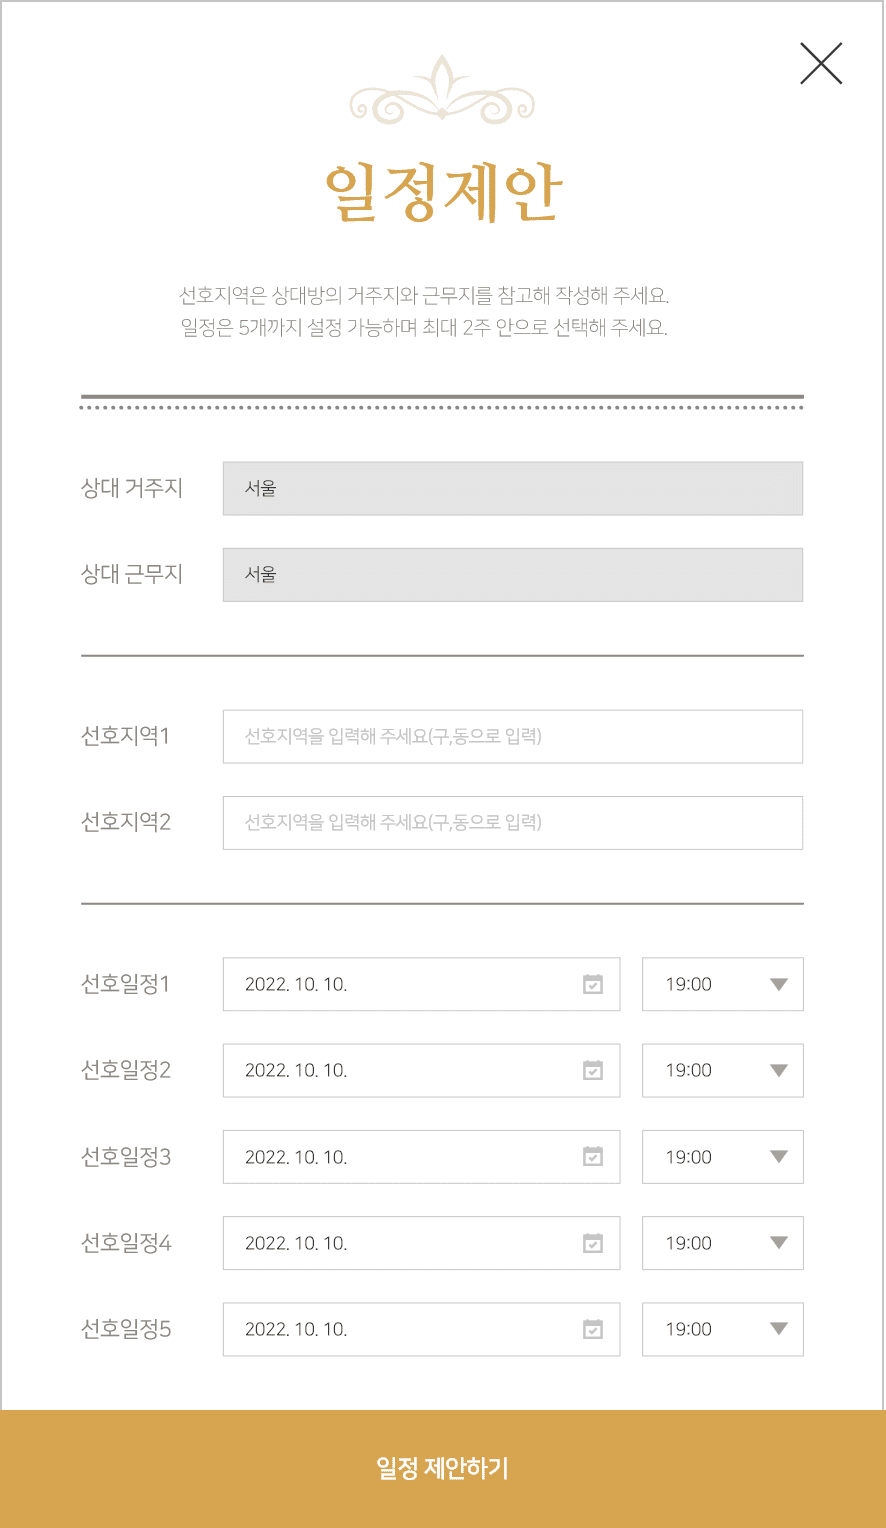 일정제안
선호지역은 상대방의 거주지와 근무지를 참고해 작성해 주세요.
일정은 5개까지 설정 가능하며 최대 2주 안으로 선택해 주세요.
상대 거주지 서울
상대 근무지 서울
선호지역1 선호지역을 입력해 주세요(구,동으로 입력)
선호지역2 선호지역을 입력해 주세요(구,동으로 입력)
선호일정1 2022. 10. 10. 19:00
선호일정2 2022. 10. 10. 19:00
선호일정3 2022. 10. 10. 19:00
선호일정4 2022. 10. 10. 19:00
선호일정5 2022. 10. 10. 19:00
일정 제안하기